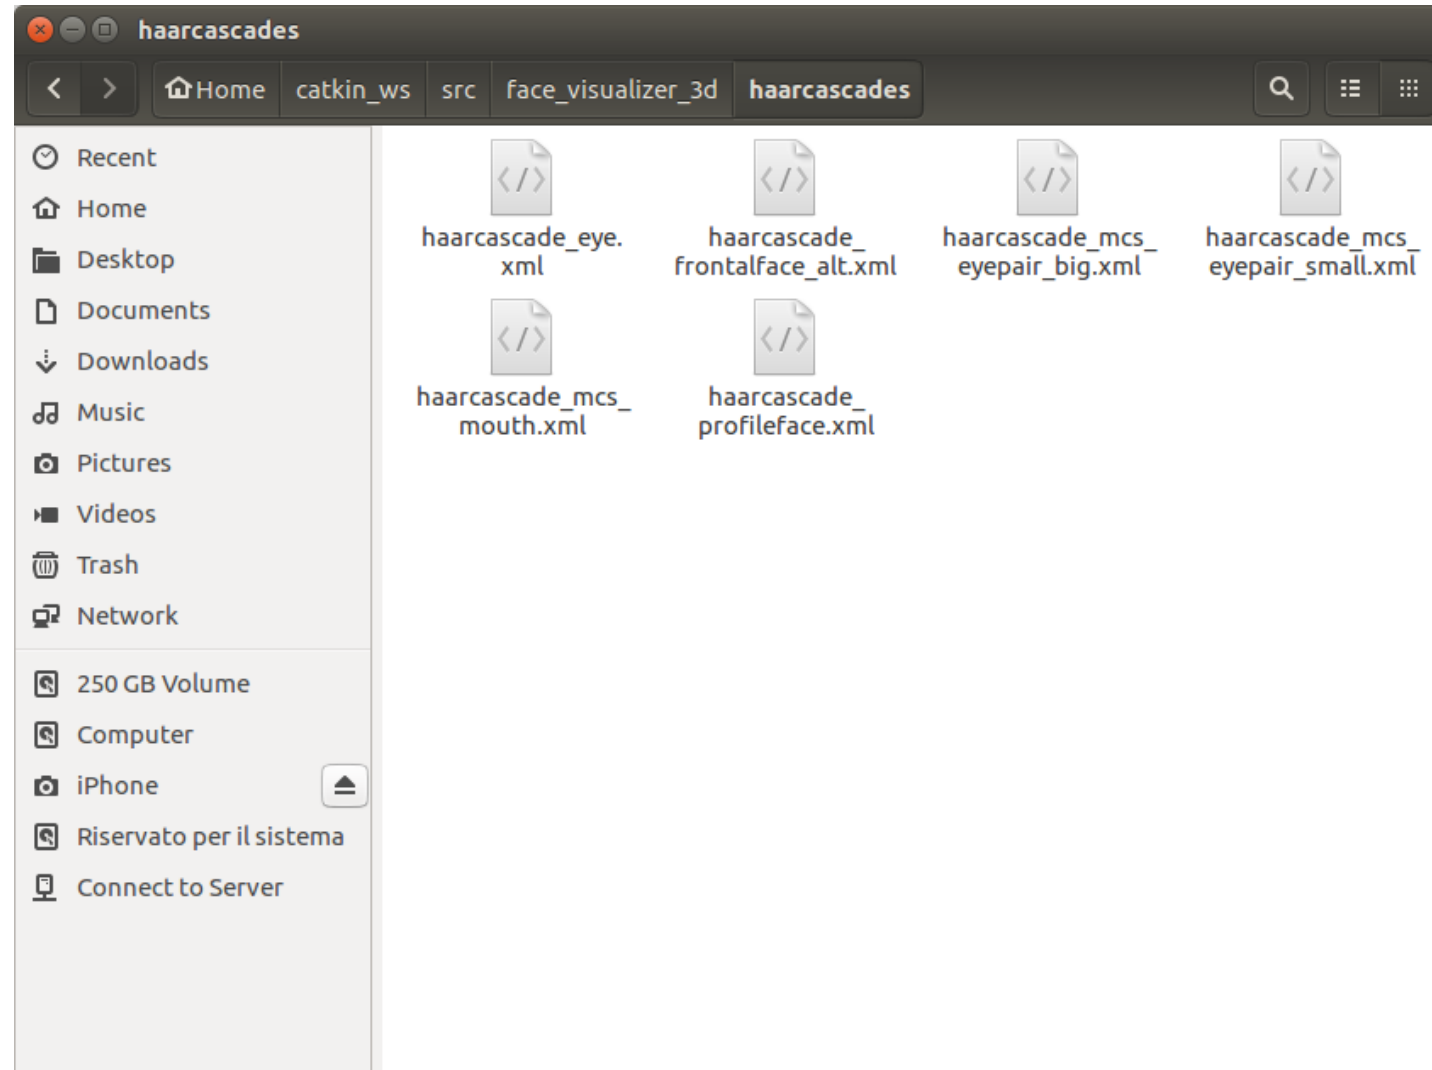 haarcascades
Home catkin_ws src face_visualizer_3d haarcascades
Recent
Home
Desktop
Documents
Downloads
Music
Pictures
Videos
Trash
Network
250 GB Volume
Computer
iPhone
Riservato per il sistema
Connect to Server
haarcascade_eye.
xml
haarcascade_
frontalface_alt.xml
haarcascade_mcs_
eyepair_big.xml
haarcascade_mcs_
eyepair_small.xml
haarcascade_mcs_
mouth.xml
haarcascade_
profileface.xml